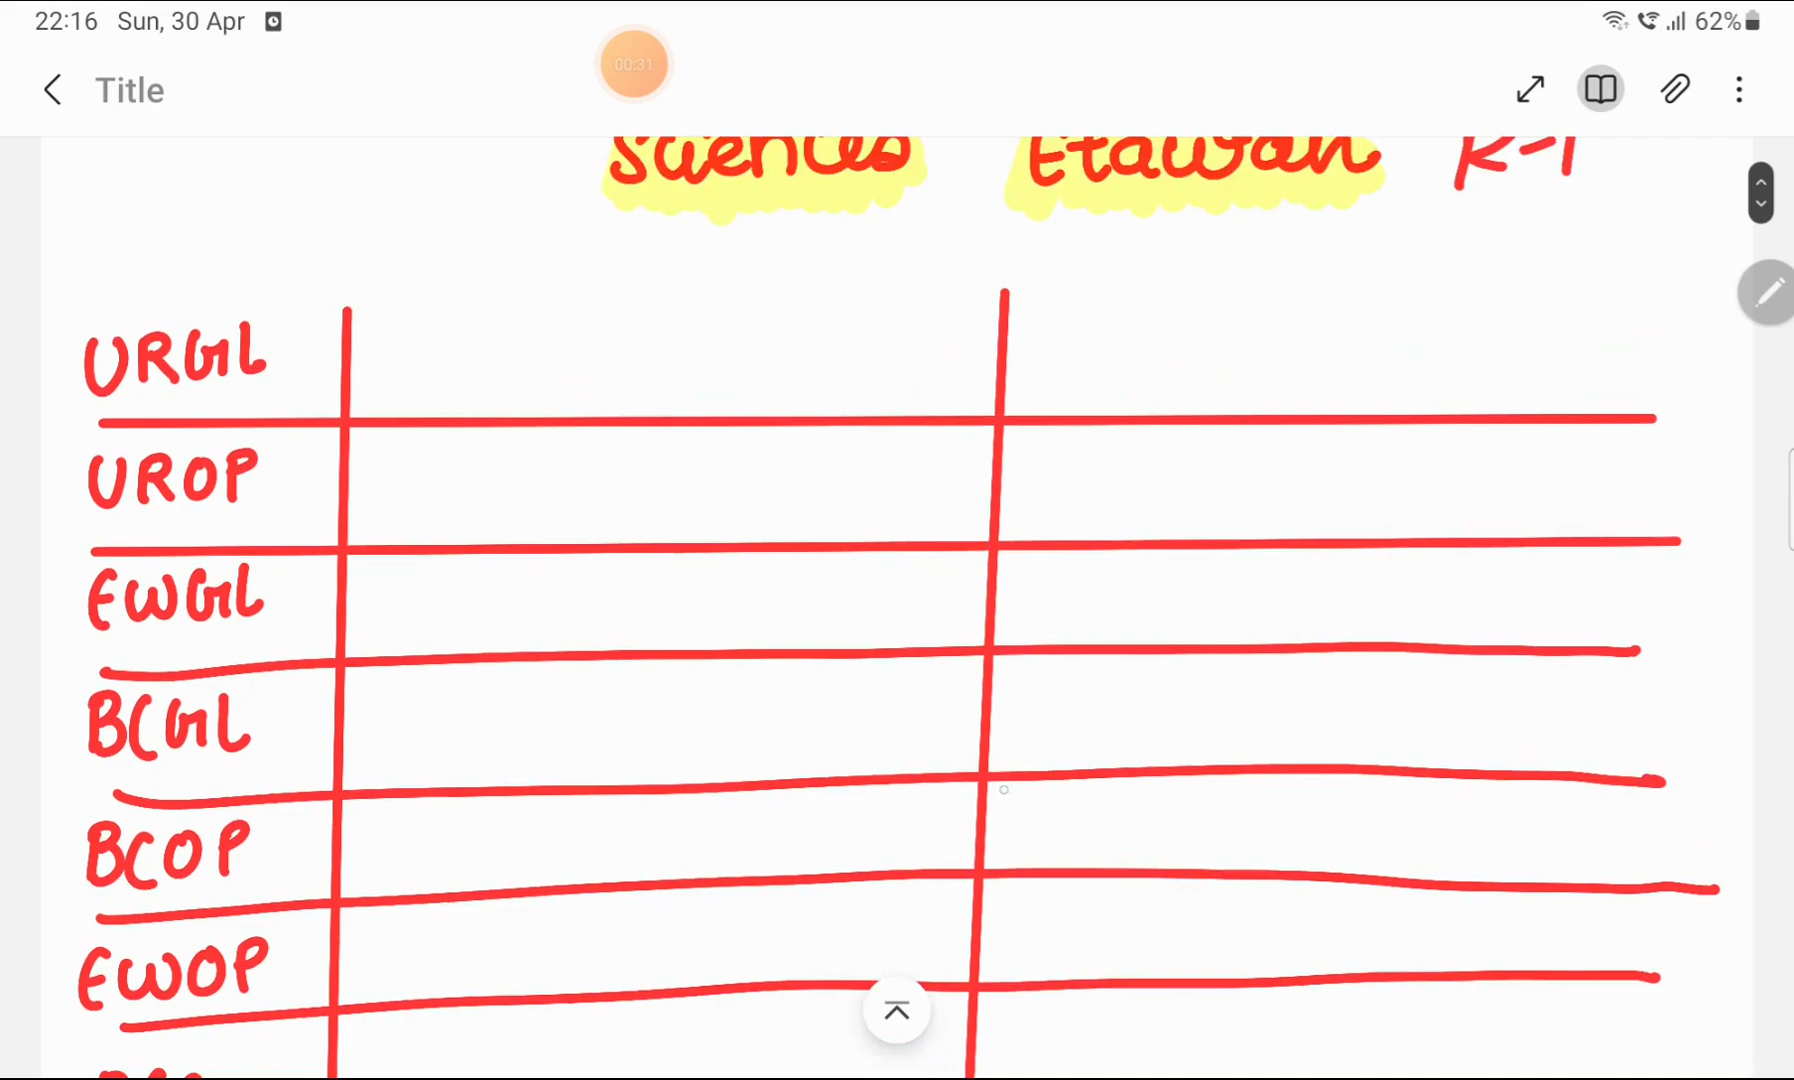 22:16 Sun, 30 Apr 62%
00:31
Title
Sciences Etawah R-1
URGL
UROP
EWGL
BCGL
BCOP
EWOP